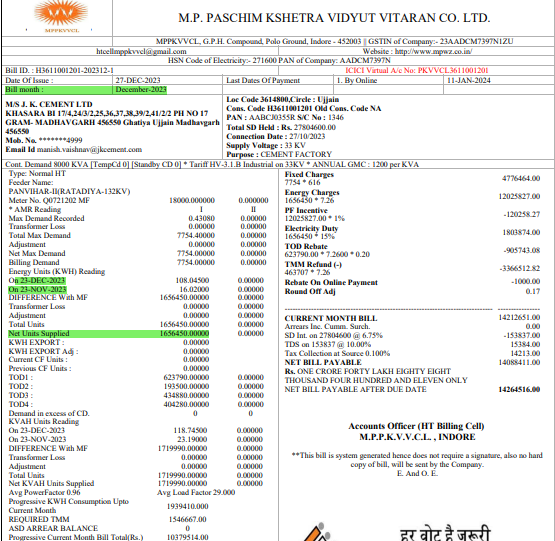 MPPKVVCL
M.P. PASCHIM KSHETRA VIDYUT VITARAN CO. LTD.
MPPKVVCL, G.P.H. Compound, Polo Ground, Indore - 452003 | GSTIN of Company:- 23AADCM7397N1ZU
htcellmppkvvcl@gmail.com Website : http://www.mpwz.co.in/
HSN Code of Electricity:- 271600 PAN of Company: AADCM7397N
Bill ID. : H3611001201-202312-1 ICICI Virtual A/c No: PKVVCL3611001201
Date Of Issue : 27-DEC-2023 Last Dates Of Payment 1. By Online 11-JAN-2024
Bill month : December-2023
M/S J. K. CEMENT LTD
KHASARA BI 17/4,24/3/2,25,36,37,38,39/2,41/2/2 PH NO 17
GRAM- MADHAVGARH 456550 Ghatiya Ujjain Madhavgarh
456550
Mob. No. *******4999
Email Id manish.vaishnav@jkcement.com
Loc Code 3614800,Circle : Ujjain
Cons. Code H3611001201 Old Cons. Code NA
PAN : AABCJ0355R S/C No : 1346
Total SD Held : Rs. 27804600.00
Connection Date : 27/10/2023
Supply Voltage : 33 KV
Purpose : CEMENT FACTORY
Cont. Demand 8000 KVA [TempCd 0] [Standby CD 0] * Tariff HV-3.1.B Industrial on 33KV * ANNUAL GMC : 1200 per KVA
Type: Normal HT
Feeder Name:
PANVIHAR-II(RATADIYA-132KV)
Meter No. Q0721202 MF 18000.000000 0.000000
* AMR Reading I II
Max Demand Recorded 0.43080 0.00000
Transformer Loss 0.00000 0.00000
Total Max Demand 7754.40000 0.00000
Adjustment 0.00000 0.00000
Net Max Demand 7754.00000 0.00000
Billing Demand 7754.00000 0.00000
Energy Units (KWH) Reading
On 23-DEC-2023 108.04500 0.00000
On 23-NOV-2023 16.02000 0.00000
DIFFERENCE With MF 1656450.00000 0.00000
Transformer Loss 0.00000 0.00000
Adjustment 0.00000 0.00000
Total Units 1656450.00000 0.00000
Net Units Supplied 1656450.00000 0.00000
KWH EXPORT : 0.00000
KWH EXPORT Adj : 0.00000
Current CF Units : 0.00000
Previous CF Units : 0.00000
TOD1 : 623790.00000 0.00000
TOD2 : 193500.00000 0.00000
TOD3 : 434880.00000 0.00000
TOD4 : 404280.00000 0.00000
Demand in excess of CD. 0 0
KVAH Units Reading
On 23-DEC-2023 118.74500 0.00000
On 23-NOV-2023 23.19000 0.00000
DIFFERENCE With MF 1719990.00000 0.00000
Transformer Loss 0.00000 0.00000
Adjustment 0.00000 0.00000
Total Units 1719990.00000 0.00000
Net KVAH Units Supplied 1719990.00000 0.00000
Avg PowerFactor 0.96 Avg Load Factor 29.000
Progressive KWH Consumption Upto
Current Month 1939410.000
REQUIRED TMM 1546667.00
ASD ARREAR BALANCE 0
Progressive Current Month Bill Total(Rs.) 10379514.00
Fixed Charges
7754 * 616 4776464.00
Energy Charges
1656450 * 7.26 12025827.00
PF Incentive
12025827.00 * 1% -120258.27
Electricity Duty
1656450 * 15% 1803874.00
TOD Rebate
623790.00 * 7.2600 * 0.20 -905743.08
TMM Refund (-)
463707 * 7.26 -3366512.82
Rebate On Online Payment -1000.00
Round Off Adj 0.17
CURRENT MONTH BILL 14212651.00
Arrears Inc. Cumm. Surch. 0.00
SD Int. on 27804600 @ 6.75% -153837.00
TDS on 153837 @ 10.00% 15384.00
Tax Collection at Source 0.100% 14213.00
NET BILL PAYABLE 14088411.00
Rs. ONE CRORE FORTY LAKH EIGHTY EIGHT
THOUSAND FOUR HUNDRED AND ELEVEN ONLY
NET BILL PAYABLE AFTER DUE DATE 14264516.00
Accounts Officer (HT Billing Cell)
M.P.P.K.V.V.C.L. , INDORE
**This bill is system generated hence does not require a signature, also no hard
copy of bill, will be sent by the Company.
E. And O. E.
हर वोट है ज़रूरी